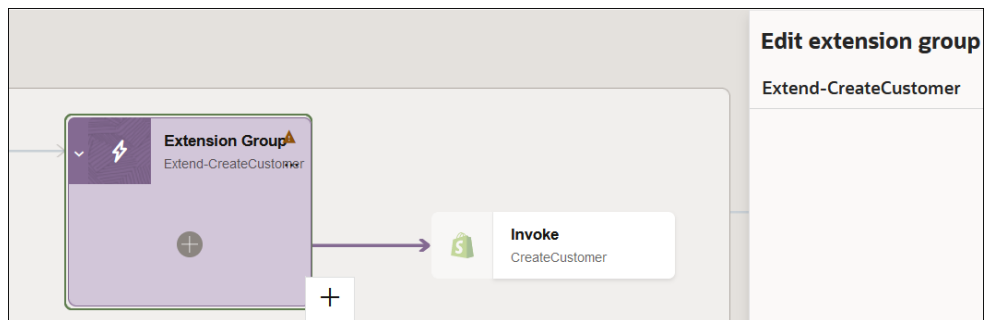 Edit extension group
Extend-CreateCustomer
Extension Group
Extend-CreateCustomer
Invoke
CreateCustomer